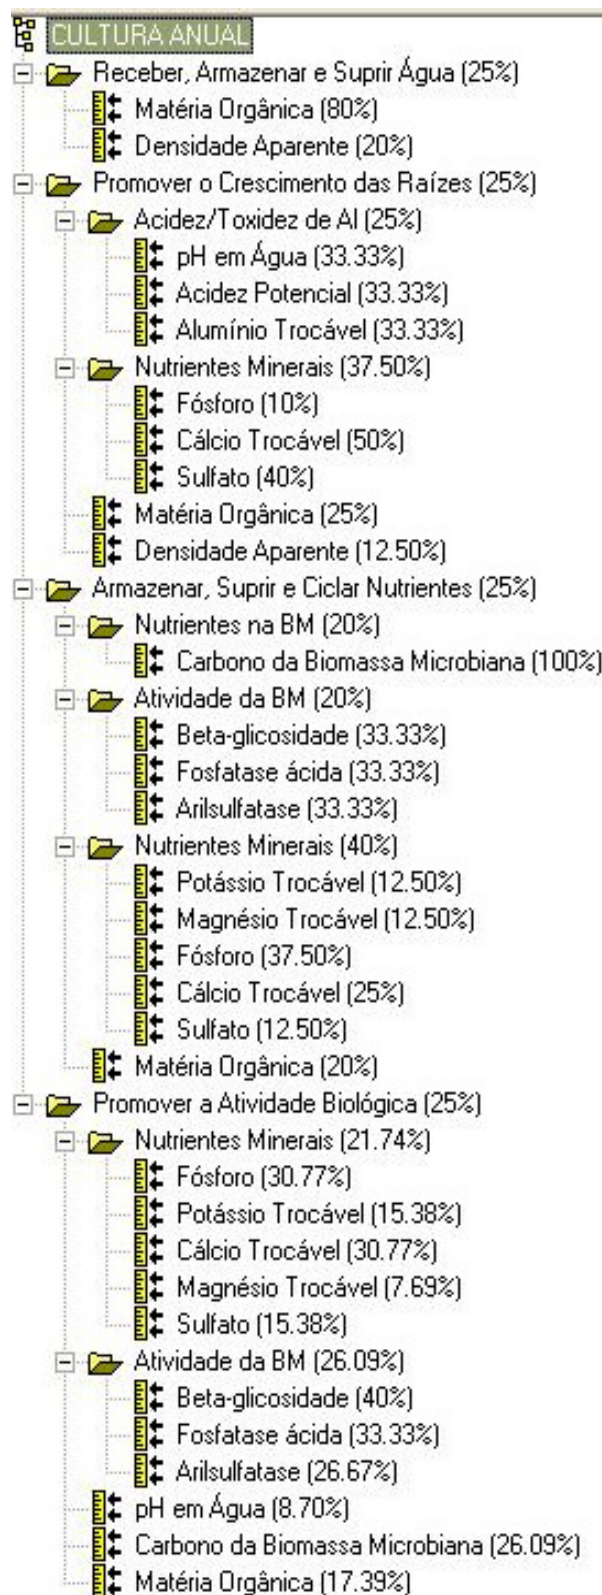 CULTURA ANUAL
Receber, Armazenar e Suprir Água (25%)
Matéria Orgânica (80%)
Densidade Aparente (20%)
Promover o Crescimento das Raízes (25%)
Acidez/Toxidez de Al (25%)
pH em Água (33.33%)
Acidez Potencial (33.33%)
Alumínio Trocável (33.33%)
Nutrientes Minerais (37.50%)
Fósforo (10%)
Cálcio Trocável (50%)
Sulfato (40%)
Matéria Orgânica (25%)
Densidade Aparente (12.50%)
Armazenar, Suprir e Ciclar Nutrientes (25%)
Nutrientes na BM (20%)
Carbono da Biomassa Microbiana (100%)
Atividade da BM (20%)
Beta-glicosidade (33.33%)
Fosfatase ácida (33.33%)
Arilsulfatase (33.33%)
Nutrientes Minerais (40%)
Potássio Trocável (12.50%)
Magnésio Trocável (12.50%)
Fósforo (37.50%)
Cálcio Trocável (25%)
Sulfato (12.50%)
Matéria Orgânica (20%)
Promover a Atividade Biológica (25%)
Nutrientes Minerais (21.74%)
Fósforo (30.77%)
Potássio Trocável (15.38%)
Cálcio Trocável (30.77%)
Magnésio Trocável (7.69%)
Sulfato (15.38%)
Atividade da BM (26.09%)
Beta-glicosidade (40%)
Fosfatase ácida (33.33%)
Arilsulfatase (26.67%)
pH em Água (8.70%)
Carbono da Biomassa Microbiana (26.09%)
Matéria Orgânica (17.39%)